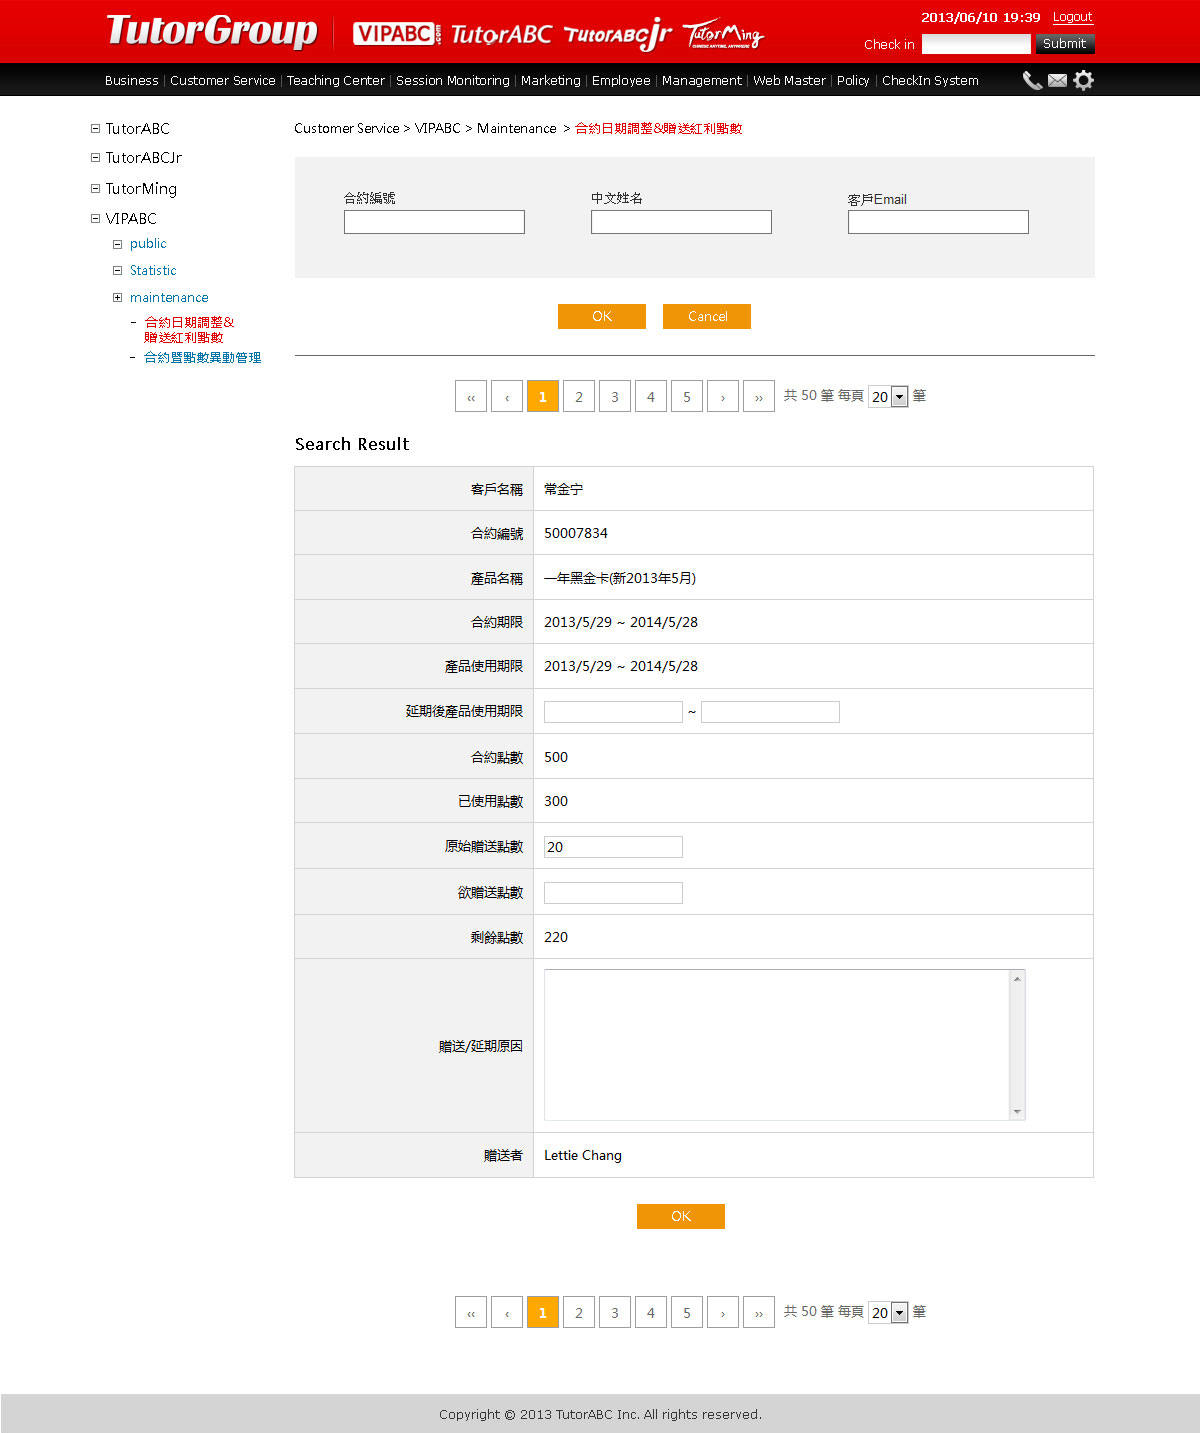 TutorGroup VIPABC.com TutorABC TutorABCJr TutorMing
2013/06/10 19:39 Logout
Check in Submit
Business | Customer Service | Teaching Center | Session Monitoring | Marketing | Employee | Management | Web Master | Policy | CheckIn System
TutorABC
TutorABCJr
TutorMing
VIPABC
public
Statistic
maintenance
- 合約日期調整&
贈送紅利點數
- 合約暨點數異動管理
Customer Service > VIPABC > Maintenance > 合約日期調整&贈送紅利點數
合約編號 中文姓名 客戶Email
OK Cancel
‹‹ ‹ 1 2 3 4 5 › ›› 共 50 筆 每頁 20 筆
Search Result
客戶名稱 常金宁
合約編號 50007834
產品名稱 一年黑金卡(新2013年5月)
合約期限 2013/5/29 ~ 2014/5/28
產品使用期限 2013/5/29 ~ 2014/5/28
延期後產品使用期限 ~
合約點數 500
已使用點數 300
原始贈送點數 20
欲贈送點數
剩餘點數 220
贈送/延期原因
贈送者 Lettie Chang
OK
‹‹ ‹ 1 2 3 4 5 › ›› 共 50 筆 每頁 20 筆
Copyright © 2013 TutorABC Inc. All rights reserved.